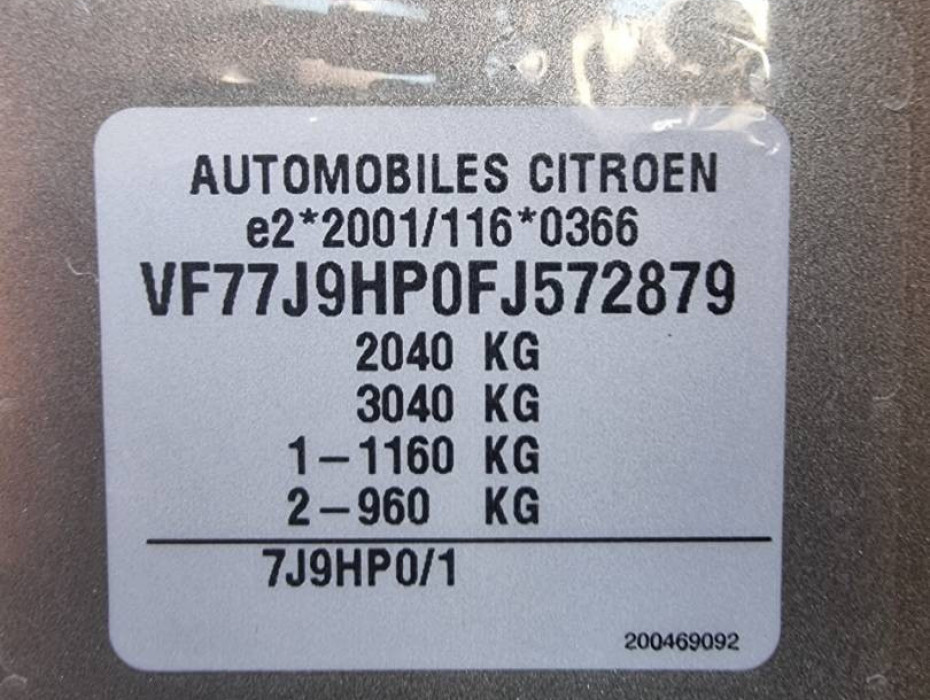 AUTOMOBILES CITROEN
e2*2001/116*0366
VF77J9HP0FJ572879
2040 KG
3040 KG
1-1160 KG
2-960 KG
7J9HP0/1
200469092